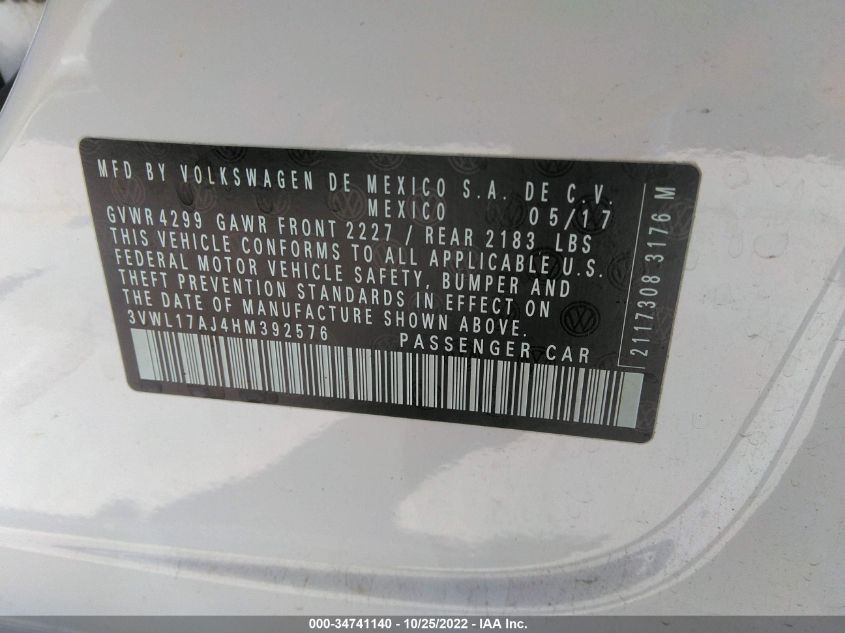 MFD BY VOLKSWAGEN DE MEXICO S.A. DE C.V.
MEXICO 05/17
GVWR 4299 GAWR FRONT 2227 / REAR 2183 LBS
THIS VEHICLE CONFORMS TO ALL APPLICABLE U.S.
FEDERAL MOTOR VEHICLE SAFETY, BUMPER AND
THEFT PREVENTION STANDARDS IN EFFECT ON
THE DATE OF MANUFACTURE SHOWN ABOVE.
3VWL17AJ4HM392576 PASSENGER CAR
2117308 3176 M
000-34741140 - 10/25/2022 - IAA Inc.